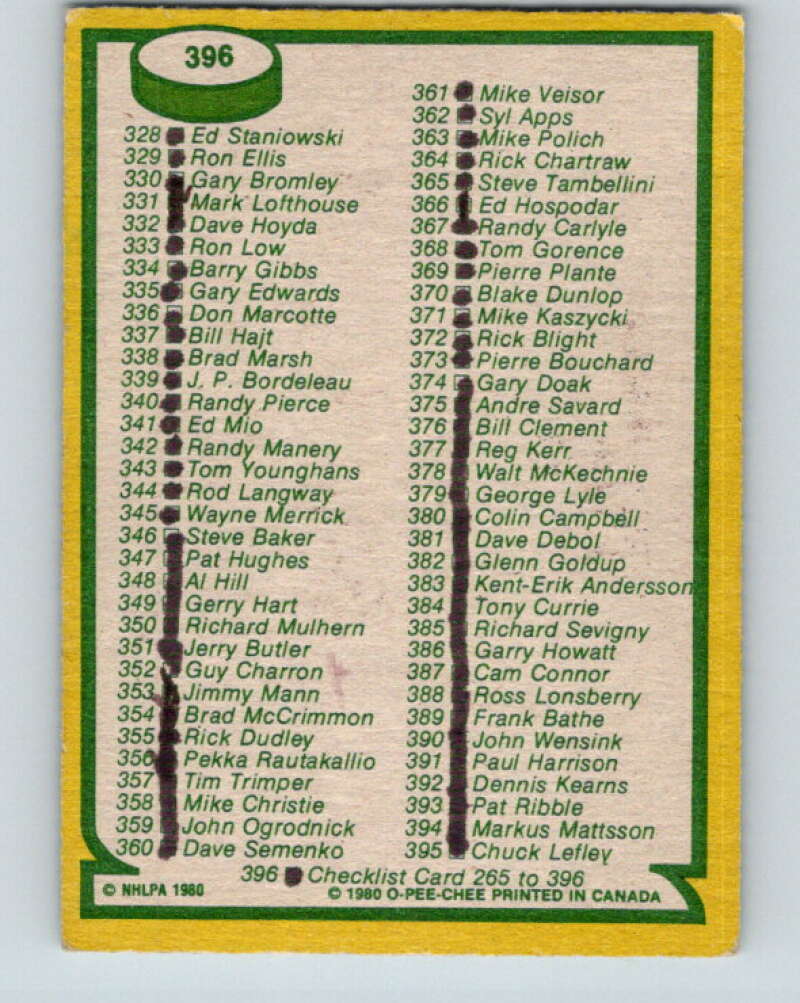 396
328 Ed Staniowski
329 Ron Ellis
330 Gary Bromley
331 Mark Lofthouse
332 Dave Hoyda
333 Ron Low
334 Barry Gibbs
335 Gary Edwards
336 Don Marcotte
337 Bill Hajt
338 Brad Marsh
339 J. P. Bordeleau
340 Randy Pierce
341 Ed Mio
342 Randy Manery
343 Tom Younghans
344 Rod Langway
345 Wayne Merrick
346 Steve Baker
347 Pat Hughes
348 Al Hill
349 Gerry Hart
350 Richard Mulhern
351 Jerry Butler
352 Guy Charron
353 Jimmy Mann
354 Brad McCrimmon
355 Rick Dudley
356 Pekka Rautakallio
357 Tim Trimper
358 Mike Christie
359 John Ogrodnick
360 Dave Semenko
361 Mike Veisor
362 Syl Apps
363 Mike Polich
364 Rick Chartraw
365 Steve Tambellini
366 Ed Hospodar
367 Randy Carlyle
368 Tom Gorence
369 Pierre Plante
370 Blake Dunlop
371 Mike Kaszycki
372 Rick Blight
373 Pierre Bouchard
374 Gary Doak
375 Andre Savard
376 Bill Clement
377 Reg Kerr
378 Walt McKechnie
379 George Lyle
380 Colin Campbell
381 Dave Debol
382 Glenn Goldup
383 Kent-Erik Andersson
384 Tony Currie
385 Richard Sevigny
386 Garry Howatt
387 Cam Connor
388 Ross Lonsberry
389 Frank Bathe
390 John Wensink
391 Paul Harrison
392 Dennis Kearns
393 Pat Ribble
394 Markus Mattsson
395 Chuck Lefley
396 Checklist Card 265 to 396
© NHLPA 1980 © 1980 O-PEE-CHEE PRINTED IN CANADA